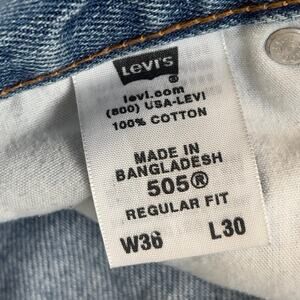 LEVI'S ®
levi.com
(800) USA-LEVI
100% COTTON
MADE IN
BANGLADESH
505®
REGULAR FIT
W36 L30